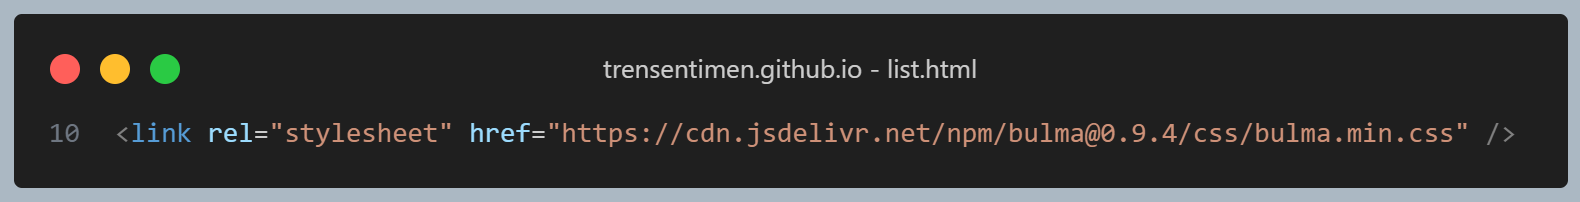 trensentimen.github.io - list.html
10 <link rel="stylesheet" href="https://cdn.jsdelivr.net/npm/bulma@0.9.4/css/bulma.min.css" />